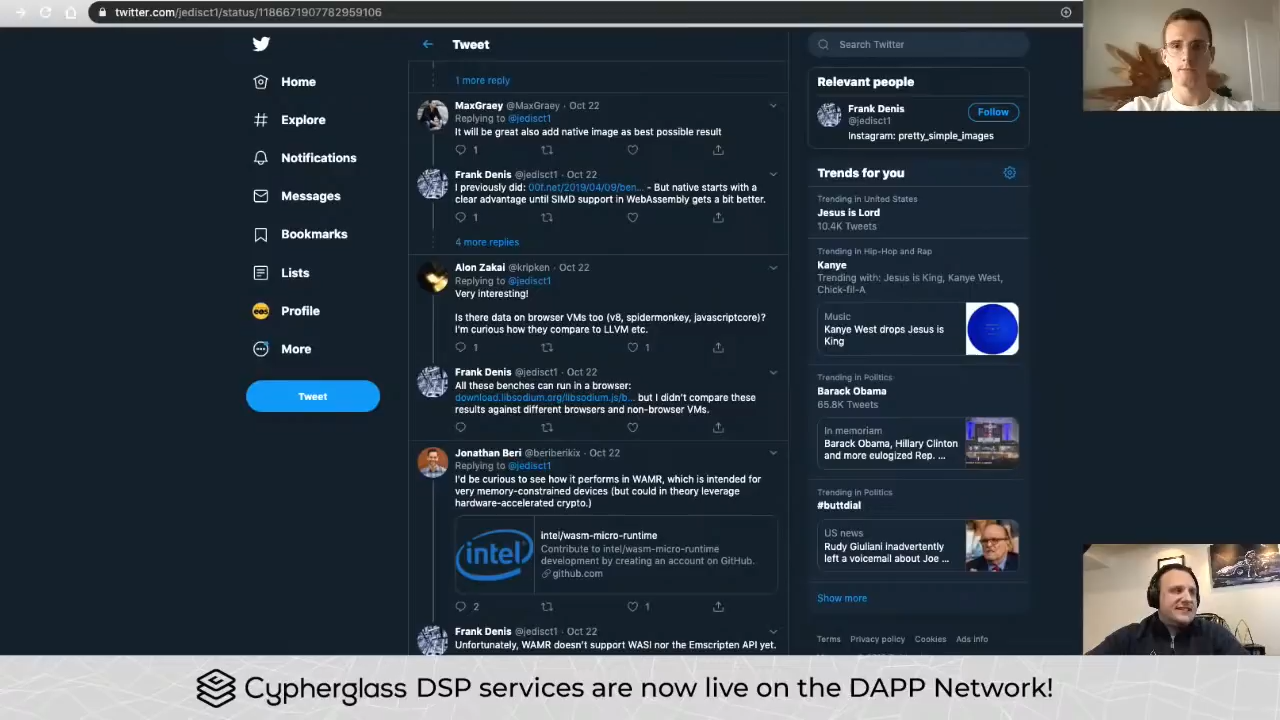 twitter.com/jedisct1/status/1186671907782959106
Tweet
Home
Explore
Notifications
Messages
Bookmarks
Lists
eos
Profile
More
Tweet
1 more reply
MaxGraey @MaxGraey · Oct 22
Replying to @jedisct1
It will be great also add native image as best possible result
1
Frank Denis @jedisct1 · Oct 22
I previously did: 00f.net/2019/04/09/ben... - But native starts with a
clear advantage until SIMD support in WebAssembly gets a bit better.
1
4 more replies
Alon Zakai @kripken · Oct 22
Replying to @jedisct1
Very interesting!
Is there data on browser VMs too (v8, spidermonkey, javascriptcore)?
I'm curious how they compare to LLVM etc.
1 1
Frank Denis @jedisct1 · Oct 22
All these benches can run in a browser:
download.libsodium.org/libsodium.js/b... but I didn't compare these
results against different browsers and non-browser VMs.
Jonathan Beri @beriberikix · Oct 22
Replying to @jedisct1
I'd be curious to see how it performs in WAMR, which is intended for
very memory-constrained devices (but could in theory leverage
hardware-accelerated crypto.)
intel
intel/wasm-micro-runtime
Contribute to intel/wasm-micro-runtime
development by creating an account on GitHub.
github.com
2 1
Frank Denis @jedisct1 · Oct 22
Unfortunately, WAMR doesn't support WASI nor the Emscripten API yet.
Search Twitter
Relevant people
Frank Denis
@jedisct1
Follow
Instagram: pretty_simple_images
Trends for you
Trending in United States
Jesus is Lord
10.4K Tweets
Trending in Hip-Hop and Rap
Kanye
Trending with: Jesus is King, Kanye West,
Chick-fil-A
Music
Kanye West drops Jesus is
King
Trending in Politics
Barack Obama
65.8K Tweets
In memoriam
Barack Obama, Hillary Clinton
and more eulogized Rep. ...
Trending in Politics
#buttdial
US news
Rudy Giuliani inadvertently
left a voicemail about Joe ...
Show more
Terms Privacy policy Cookies Ads info
Cypherglass DSP services are now live on the DAPP Network!